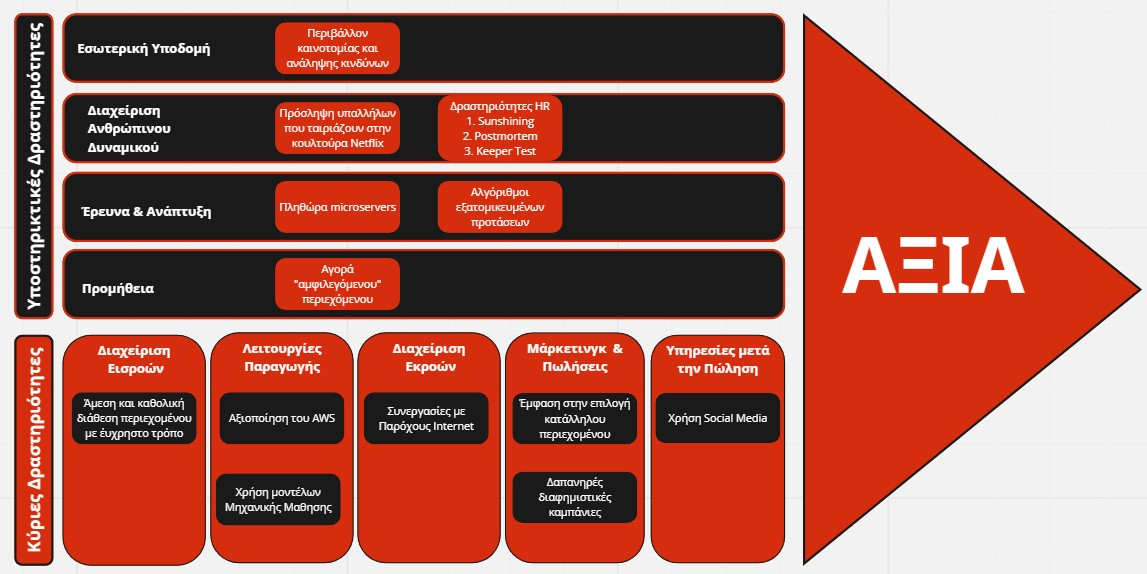 Υποστηρικτικές Δραστηριότητες
Εσωτερική Υποδομή
Περιβάλλον
καινοτομίας και
ανάληψης κινδύνων
Διαχείριση
Ανθρώπινου
Δυναμικού
Πρόσληψη υπαλλήλων
που ταιριάζουν στην
κουλτούρα Netflix
Δραστηριότητες HR
1. Sunshining
2. Postmortem
3. Keeper Test
Έρευνα & Ανάπτυξη
Πληθώρα microservers
Αλγόριθμοι
εξατομικευμένων
προτάσεων
Προμήθεια
Αγορά
"αμφιλεγόμενου"
περιεχόμενου
ΑΞΙΑ
Κύριες Δραστηριότητες
Διαχείριση
Εισροών
Άμεση και καθολική
διάθεση περιεχομένου
με έυχρηστο τρόπο
Λειτουργίες
Παραγωγής
Αξιοποίηση του AWS
Χρήση μοντέλων
Μηχανικής Μαθησης
Διαχείριση
Εκροών
Συνεργασίες με
Παρόχους Internet
Μάρκετινγκ &
Πωλήσεις
Έμφαση στην επιλογή
κατάλληλου
περιεχομένου
Δαπανηρές
διαφημιστικές
καμπάνιες
Υπηρεσίες μετά
την Πώληση
Χρήση Social Media